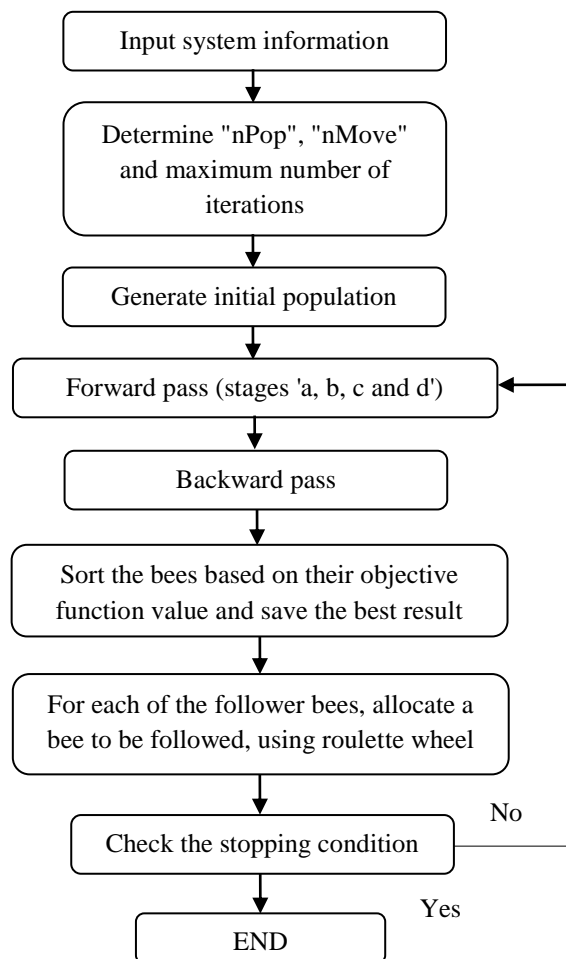 Input system information
Determine "nPop", "nMove"
and maximum number of
iterations
Generate initial population
Forward pass (stages 'a, b, c and d')
Backward pass
Sort the bees based on their objective
function value and save the best result
For each of the follower bees, allocate a
bee to be followed, using roulette wheel
No
Check the stopping condition
Yes
END